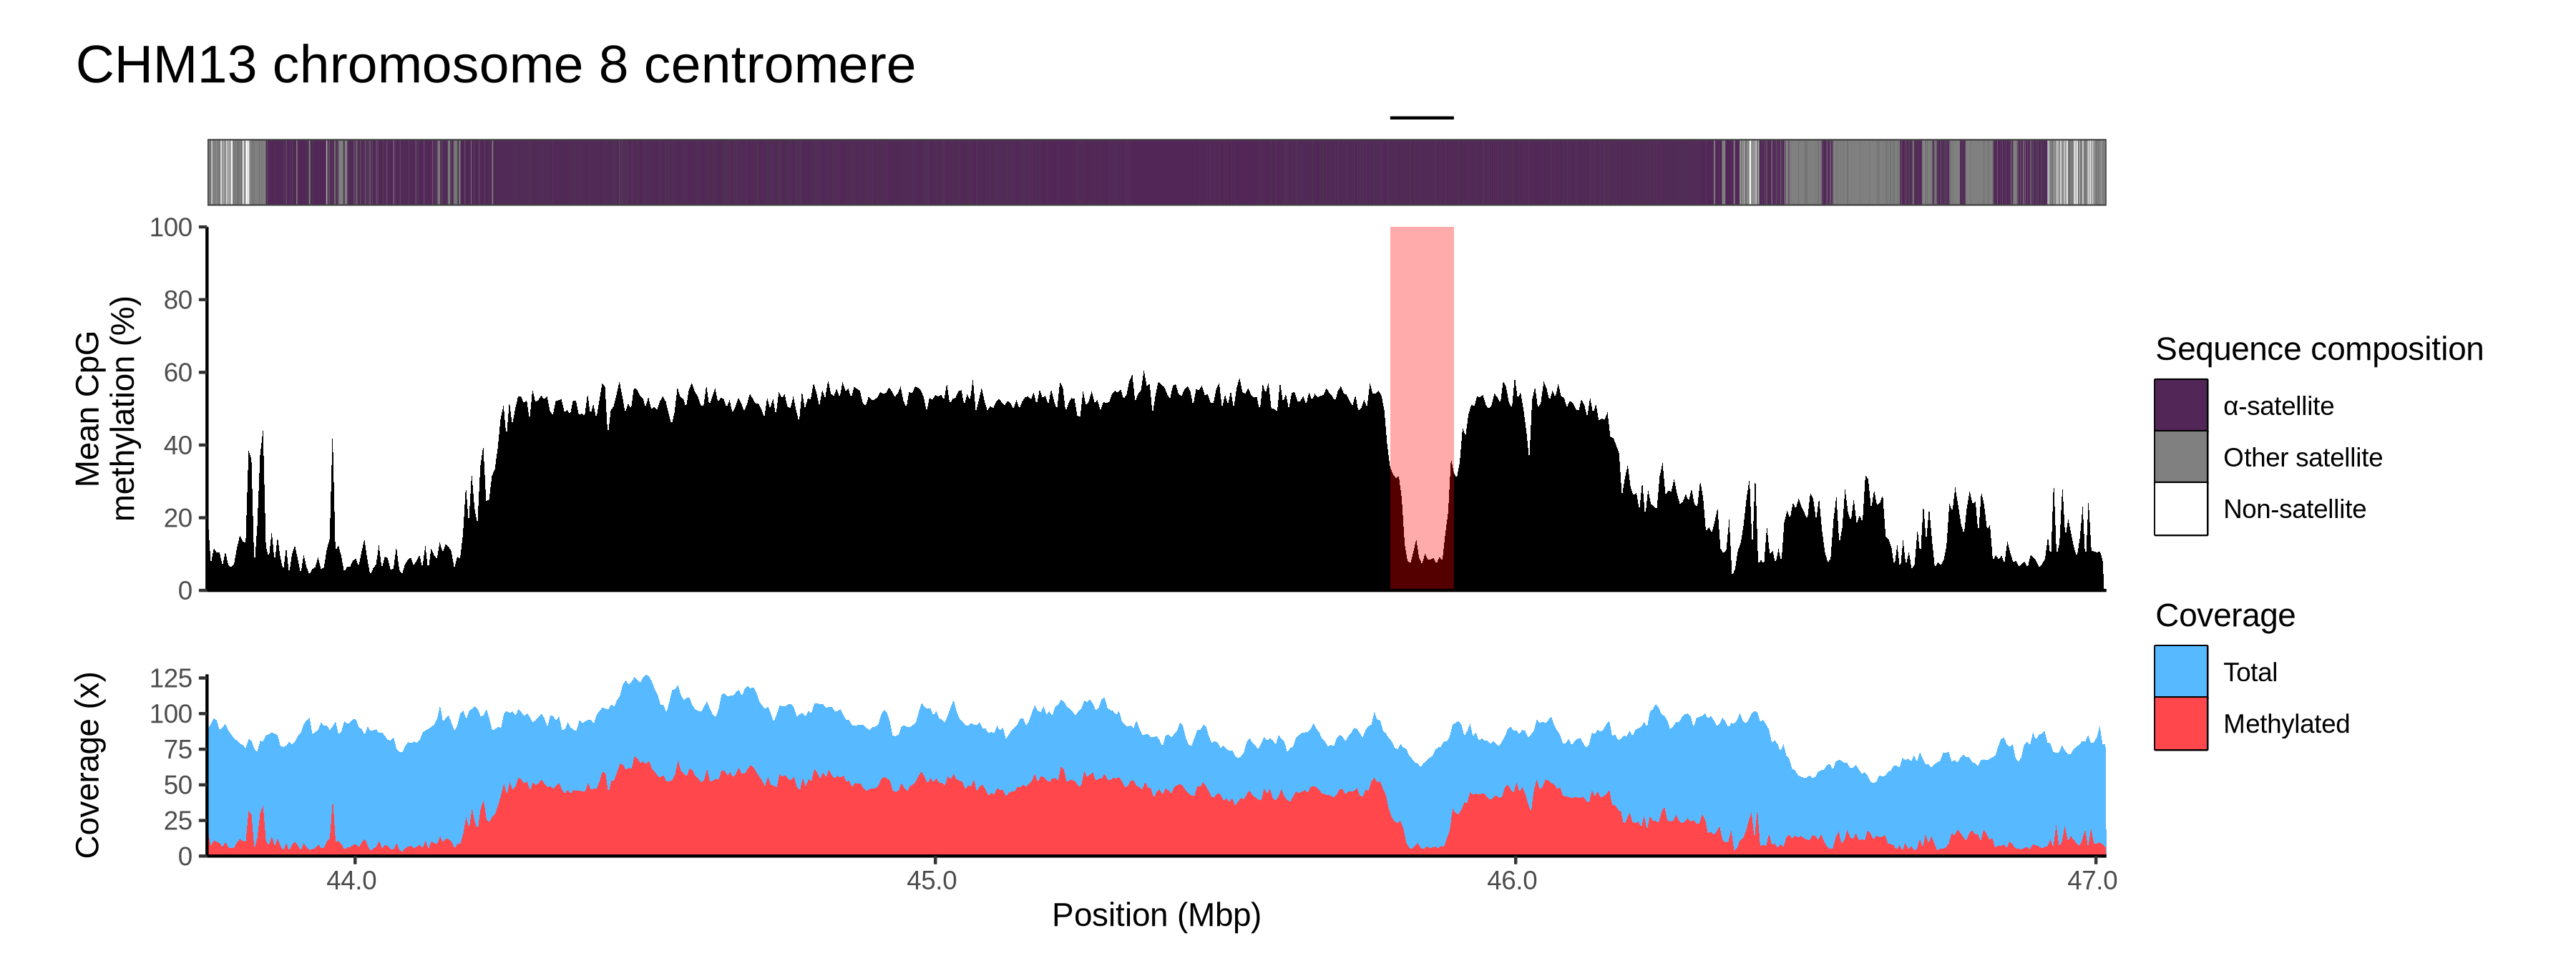 CHM13 chromosome 8 centromere
100
80
60
40
20
0
Mean CpG
methylation (%)
125
100
75
50
25
0
Coverage (x)
44.0 45.0 46.0 47.0
Position (Mbp)
Sequence composition
α-satellite
Other satellite
Non-satellite
Coverage
Total
Methylated